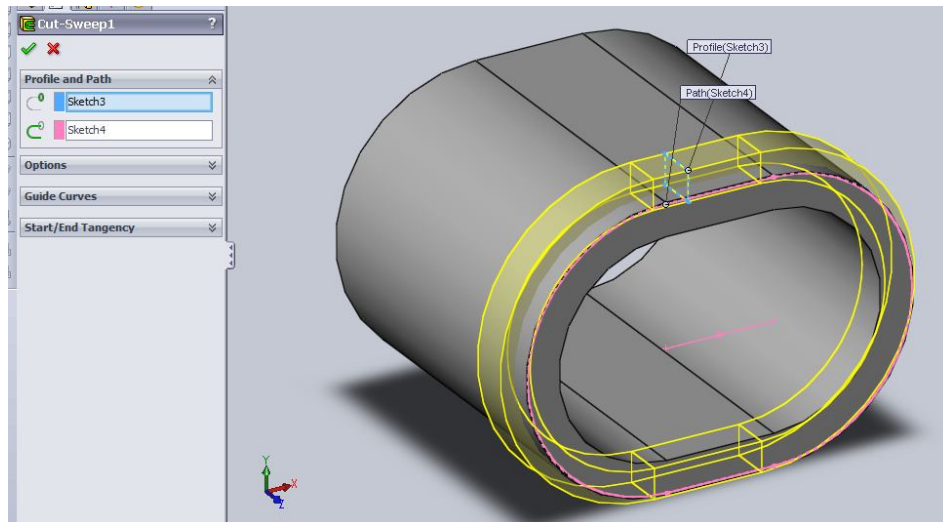 Cut-Sweep1
?
Profile and Path
Sketch3
Sketch4
Options
Guide Curves
Start/End Tangency
Profile(Sketch3)
Path(Sketch4)
Y
X
Z